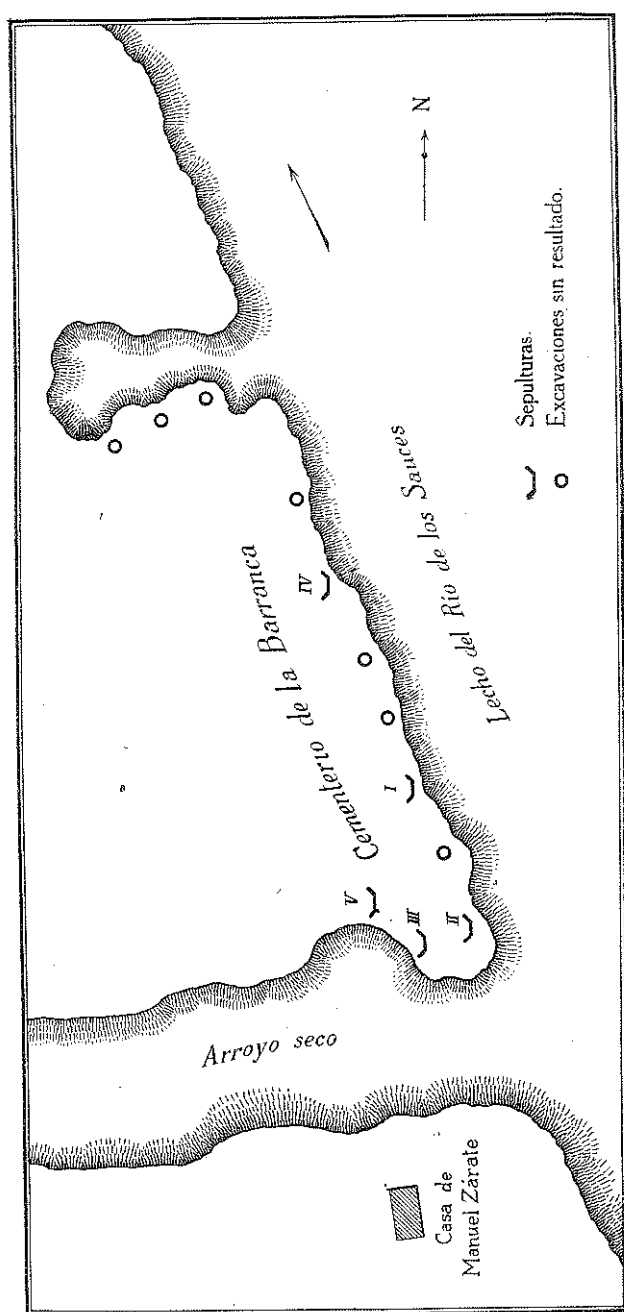 N
Sepulturas.
Excavaciones sin resultado.
Cementerio de la Barranca
Lecho del Río de los Sauces
IV
I
V
III
II
Arroyo seco
Casa de
Manuel Zárate